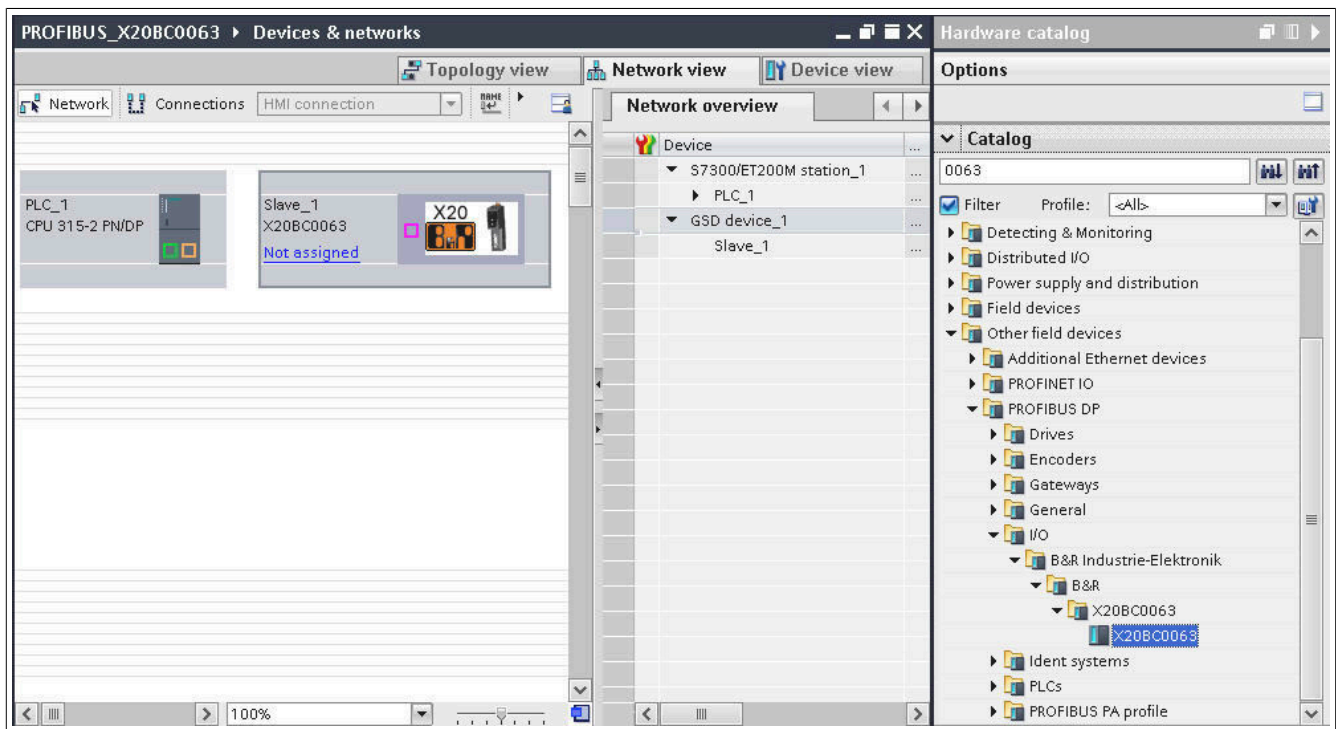 PROFIBUS_X20BC0063 ▸ Devices & networks
Topology view
Network view
Device view
Network
Connections
HMI connection
NAME
PLC_1
CPU 315-2 PN/DP
Slave_1
X20BC0063
Not assigned
X20
B&R
100%
Network overview
Device
...
S7300/ET200M station_1
...
PLC_1
...
GSD device_1
...
Slave_1
...
Hardware catalog
Options
Catalog
0063
Filter
Profile:
<All>
Detecting & Monitoring
Distributed I/O
Power supply and distribution
Field devices
Other field devices
Additional Ethernet devices
PROFINET IO
PROFIBUS DP
Drives
Encoders
Gateways
General
I/O
B&R Industrie-Elektronik
B&R
X20BC0063
X20BC0063
Ident systems
PLCs
PROFIBUS PA profile